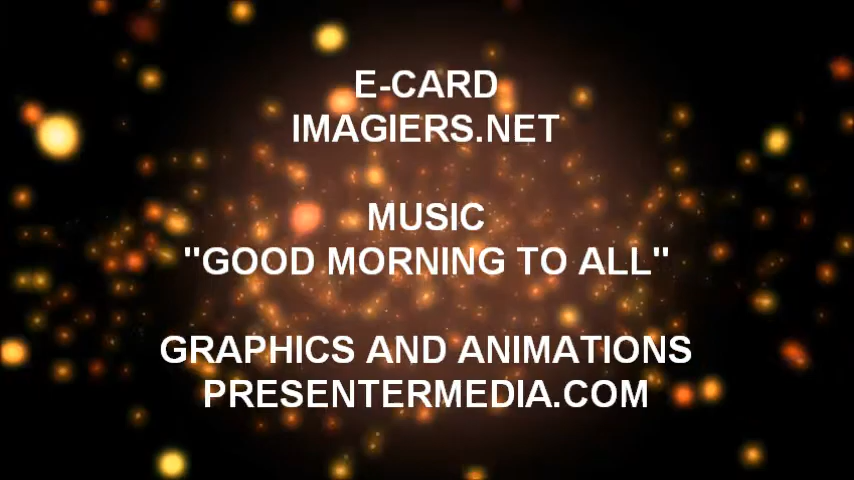 E-CARD
IMAGIERS.NET
MUSIC
"GOOD MORNING TO ALL"
GRAPHICS AND ANIMATIONS
PRESENTERMEDIA.COM